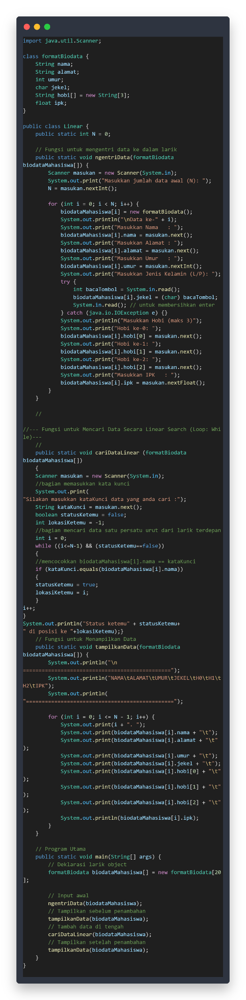 import java.util.Scanner;
class formatBiodata {
    String nama;
    String alamat;
    int umur;
    char jekel;
    String hobi[] = new String[3];
    float ipk;
}
public class Linear {
    public static int N = 0;
    // Fungsi untuk mengentri data ke dalam larik
    public static void ngentriData(formatBiodata
biodataMahasiswa[]) {
        Scanner masukan = new Scanner(System.in);
        System.out.print("Masukkan jumlah data awal (N): ");
        N = masukan.nextInt();
        for (int i = 0; i < N; i++) {
            biodataMahasiswa[i] = new formatBiodata();
            System.out.println("\nData ke-" + i);
            System.out.print("Masukkan Nama   : ");
            biodataMahasiswa[i].nama = masukan.next();
            System.out.print("Masukkan Alamat : ");
            biodataMahasiswa[i].alamat = masukan.next();
            System.out.print("Masukkan Umur   : ");
            biodataMahasiswa[i].umur = masukan.nextInt();
            System.out.print("Masukkan Jenis Kelamin (L/P): ");
            try {
                int bacaTombol = System.in.read();
                biodataMahasiswa[i].jekel = (char) bacaTombol;
                System.in.read(); // untuk membersihkan enter
            } catch (java.io.IOException e) {}
            System.out.println("Masukkan Hobi (maks 3)");
            System.out.print("Hobi ke-0: ");
            biodataMahasiswa[i].hobi[0] = masukan.next();
            System.out.print("Hobi ke-1: ");
            biodataMahasiswa[i].hobi[1] = masukan.next();
            System.out.print("Hobi ke-2: ");
            biodataMahasiswa[i].hobi[2] = masukan.next();
            System.out.print("Masukkan IPK   : ");
            biodataMahasiswa[i].ipk = masukan.nextFloat();
        }
    }
    //
//--- Fungsi untuk Mencari Data Secara Linear Search (Loop: Whi
le)---
    //
    public static void cariDataLinear (formatBiodata
biodataMahasiswa[])
    {
    Scanner masukan = new Scanner(System.in);
    //bagian memasukkan kata kunci
    System.out.print(
"Silakan masukkan kataKunci data yang anda cari :");
    String kataKunci = masukan.next();
    boolean statusKetemu = false;
    int lokasiKetemu = -1;
    //bagian mencari data satu persatu urut dari larik terdepan
    int i = 0;
    while ((i<=N-1) && (statusKetemu==false))
    {
    //mencocokkan biodataMahasiswa[i].nama == kataKunci
    if (kataKunci.equals(biodataMahasiswa[i].nama))
    {
    statusKetemu = true;
    lokasiKetemu = i;
    }
i++;
}
System.out.println("Status ketemu" + statusKetemu+
" di posisi ke "+lokasiKetemu);}
    // Fungsi untuk Menampilkan Data
    public static void tampilkanData(formatBiodata
biodataMahasiswa[]) {
        System.out.println("\n
===============================================");
        System.out.println("NAMA\tALAMAT\tUMUR\tJEKEL\tH0\tH1\t
H2\tIPK");
        System.out.println(
"===============================================");
        for (int i = 0; i <= N - 1; i++) {
            System.out.print(i + ". ");
            System.out.print(biodataMahasiswa[i].nama + "\t");
            System.out.print(biodataMahasiswa[i].alamat + "\t"
);
            System.out.print(biodataMahasiswa[i].umur + "\t");
            System.out.print(biodataMahasiswa[i].jekel + "\t");
            System.out.print(biodataMahasiswa[i].hobi[0] + "\t"
);
            System.out.print(biodataMahasiswa[i].hobi[1] + "\t"
);
            System.out.print(biodataMahasiswa[i].hobi[2] + "\t"
);
            System.out.println(biodataMahasiswa[i].ipk);
        }
    }
    // Program Utama
    public static void main(String[] args) {
        // Deklarasi larik object
        formatBiodata biodataMahasiswa[] = new formatBiodata[20
];
        // Input awal
        ngentriData(biodataMahasiswa);
        // Tampilkan sebelum penambahan
        tampilkanData(biodataMahasiswa);
        // Tambah data di tengah
        cariDataLinear(biodataMahasiswa);
        // Tampilkan setelah penambahan
        tampilkanData(biodataMahasiswa);
    }
}